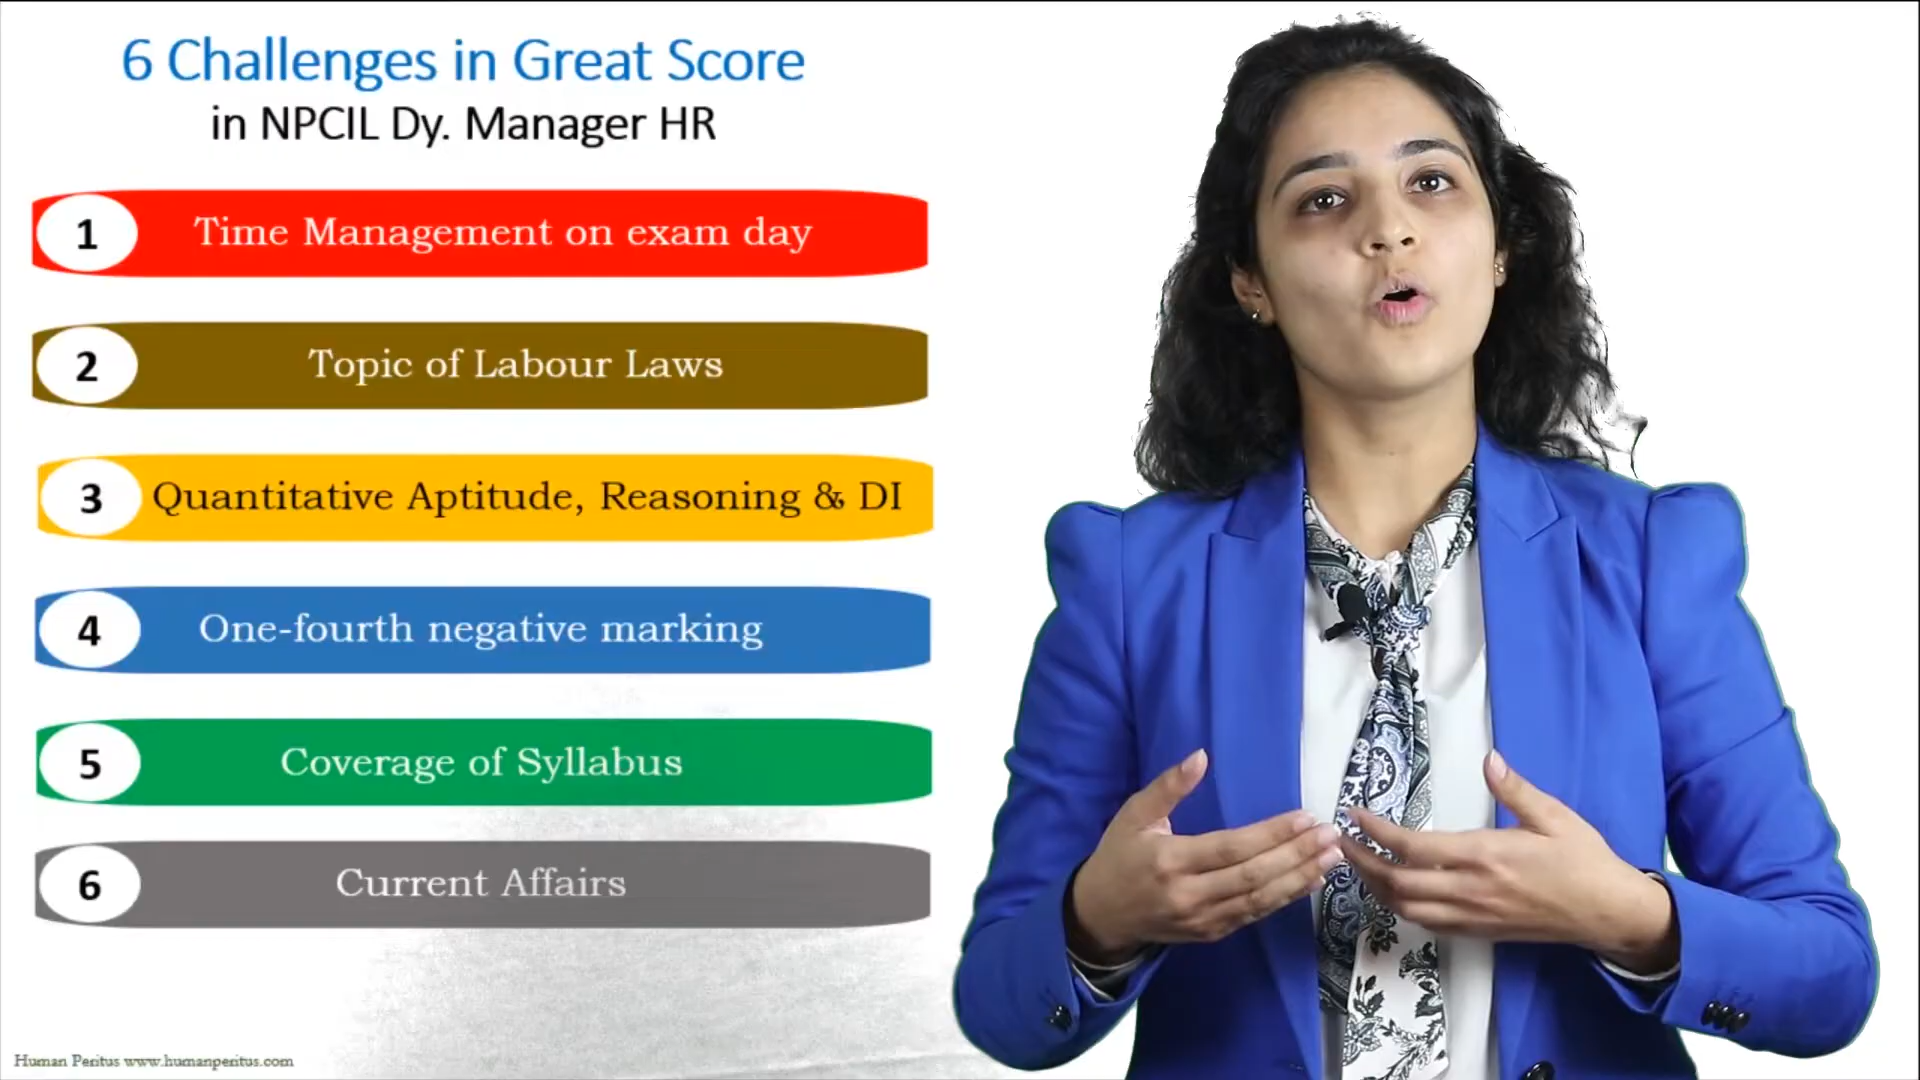 6 Challenges in Great Score
in NPCIL Dy. Manager HR
1 Time Management on exam day
2 Topic of Labour Laws
3 Quantitative Aptitude, Reasoning & DI
4 One-fourth negative marking
5 Coverage of Syllabus
6 Current Affairs
Human Peritus www.humanperitus.com